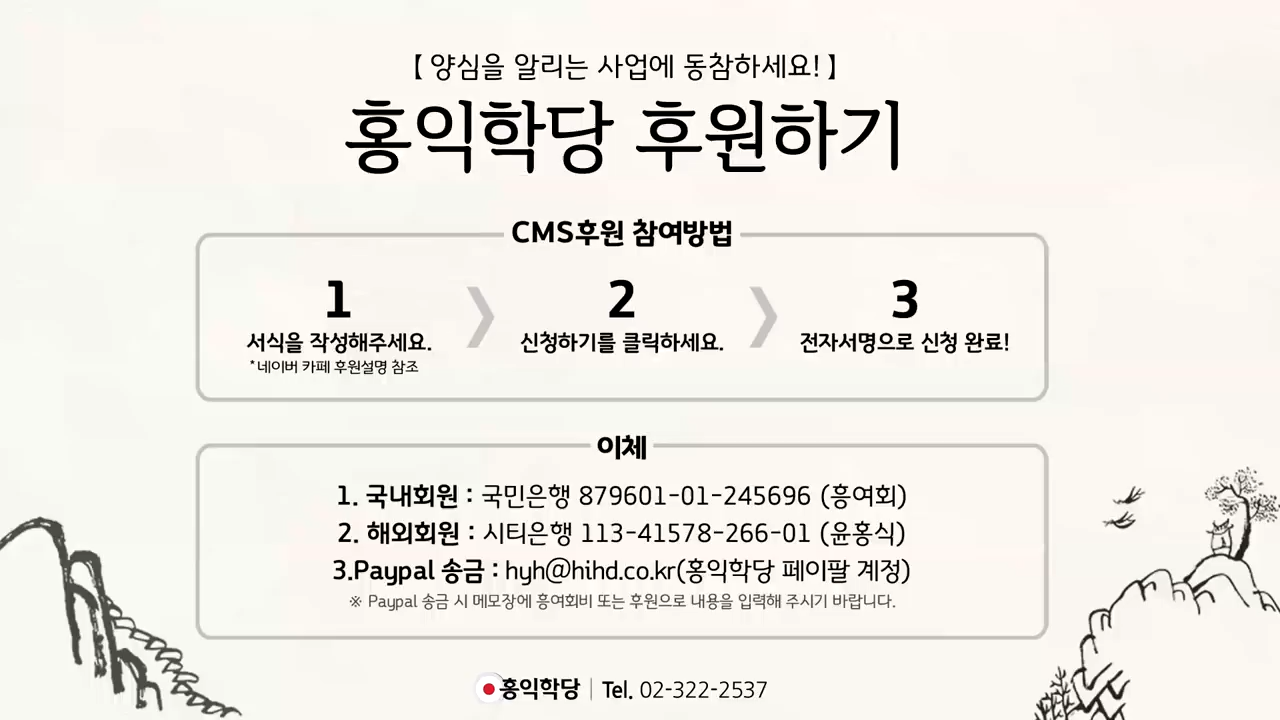 【 양심을 알리는 사업에 동참하세요! 】
홍익학당 후원하기
CMS후원 참여방법
1
서식을 작성해주세요.
*네이버 카페 후원설명 참조
2
신청하기를 클릭하세요.
3
전자서명으로 신청 완료!
이체
1. 국내회원 : 국민은행 879601-01-245696 (흥여회)
2. 해외회원 : 시티은행 113-41578-266-01 (윤홍식)
3.Paypal 송금 : hyh@hihd.co.kr(홍익학당 페이팔 계정)
※ Paypal 송금 시 메모장에 흥여회비 또는 후원으로 내용을 입력해 주시기 바랍니다.
홍익학당 | Tel. 02-322-2537